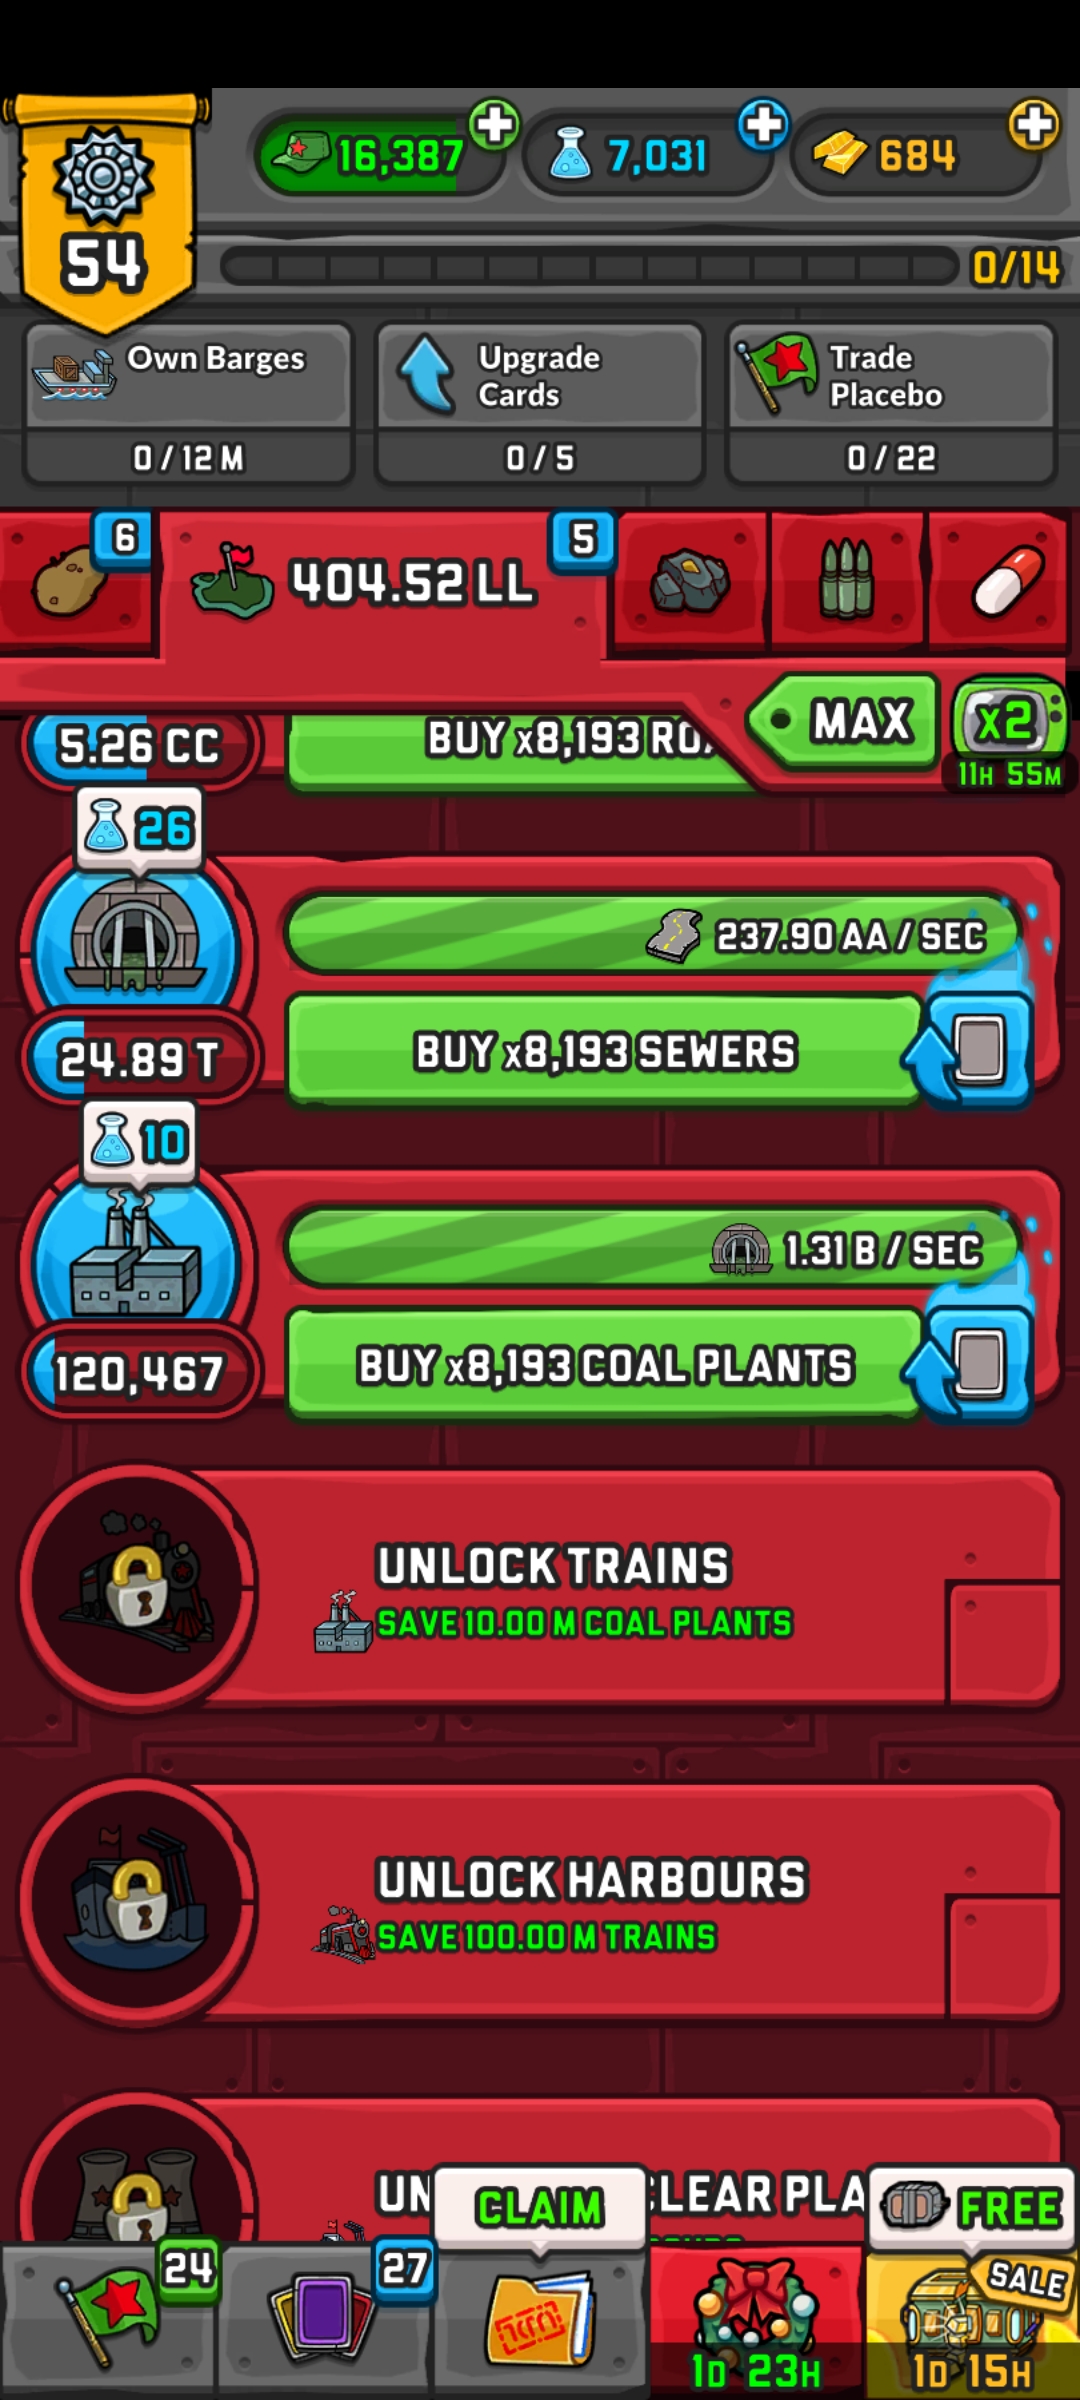 16,387
7,031
684
54
0/14
Own Barges
0 / 12 M
Upgrade
Cards
0 / 5
Trade
Placebo
0 / 22
6
404.52 LL
5
MAX
x2
11H 55M
5.26 CC
BUY x8,193
26
237.90 AA / SEC
24.89 T
BUY x8,193 SEWERS
10
1.31 B / SEC
120,467
BUY x8,193 COAL PLANTS
UNLOCK TRAINS
SAVE 10.00 M COAL PLANTS
UNLOCK HARBOURS
SAVE 100.00 M TRAINS
CLAIM
FREE
24
27
SALE
1D 23H
1D 15H